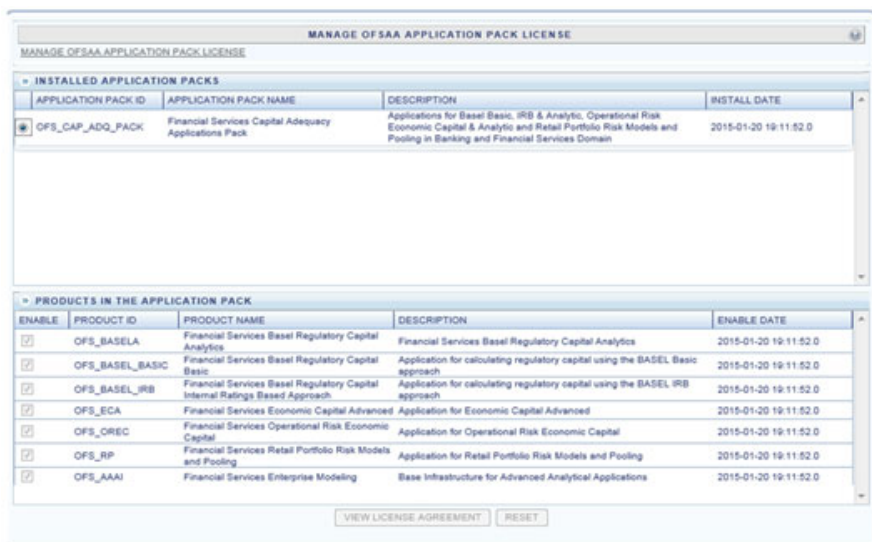 MANAGE OFSAA APPLICATION PACK LICENSE
MANAGE OFSAA APPLICATION PACK LICENSE
» INSTALLED APPLICATION PACKS
APPLICATION PACK ID APPLICATION PACK NAME DESCRIPTION INSTALL DATE
OFS_CAP_ADQ_PACK Financial Services Capital Adequacy Applications Pack Applications for Basel Basic, IRB & Analytic, Operational Risk Economic Capital & Analytic and Retail Portfolio Risk Models and Pooling in Banking and Financial Services Domain 2015-01-20 19:11:52.0
» PRODUCTS IN THE APPLICATION PACK
ENABLE PRODUCT ID PRODUCT NAME DESCRIPTION ENABLE DATE
OFS_BASELA Financial Services Basel Regulatory Capital Analytics Financial Services Basel Regulatory Capital Analytics 2015-01-20 19:11:52.0
OFS_BASEL_BASIC Financial Services Basel Regulatory Capital Basic Application for calculating regulatory capital using the BASEL Basic approach 2015-01-20 19:11:52.0
OFS_BASEL_IRB Financial Services Basel Regulatory Capital Internal Ratings Based Approach Application for calculating regulatory capital using the BASEL IRB approach 2015-01-20 19:11:52.0
OFS_ECA Financial Services Economic Capital Advanced Application for Economic Capital Advanced 2015-01-20 19:11:52.0
OFS_OREC Financial Services Operational Risk Economic Capital Application for Operational Risk Economic Capital 2015-01-20 19:11:52.0
OFS_RP Financial Services Retail Portfolio Risk Models and Pooling Application for Retail Portfolio Risk Models and Pooling 2015-01-20 19:11:52.0
OFS_AAAI Financial Services Enterprise Modeling Base Infrastructure for Advanced Analytical Applications 2015-01-20 19:11:52.0
VIEW LICENSE AGREEMENT RESET